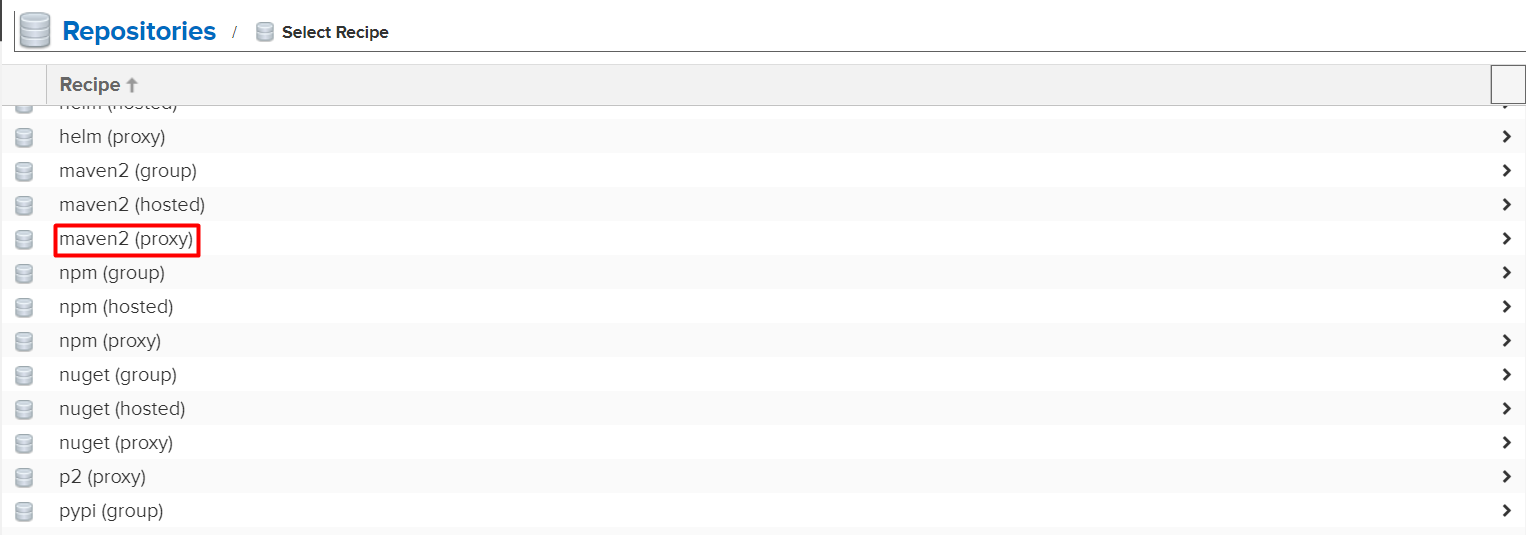 Repositories / Select Recipe
Recipe
helm (hosted)
helm (proxy)
maven2 (group)
maven2 (hosted)
maven2 (proxy)
npm (group)
npm (hosted)
npm (proxy)
nuget (group)
nuget (hosted)
nuget (proxy)
p2 (proxy)
pypi (group)